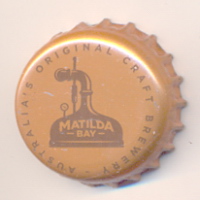 AUSTRALIA'S ORIGINAL CRAFT BREWERY -
MATILDA
BAY